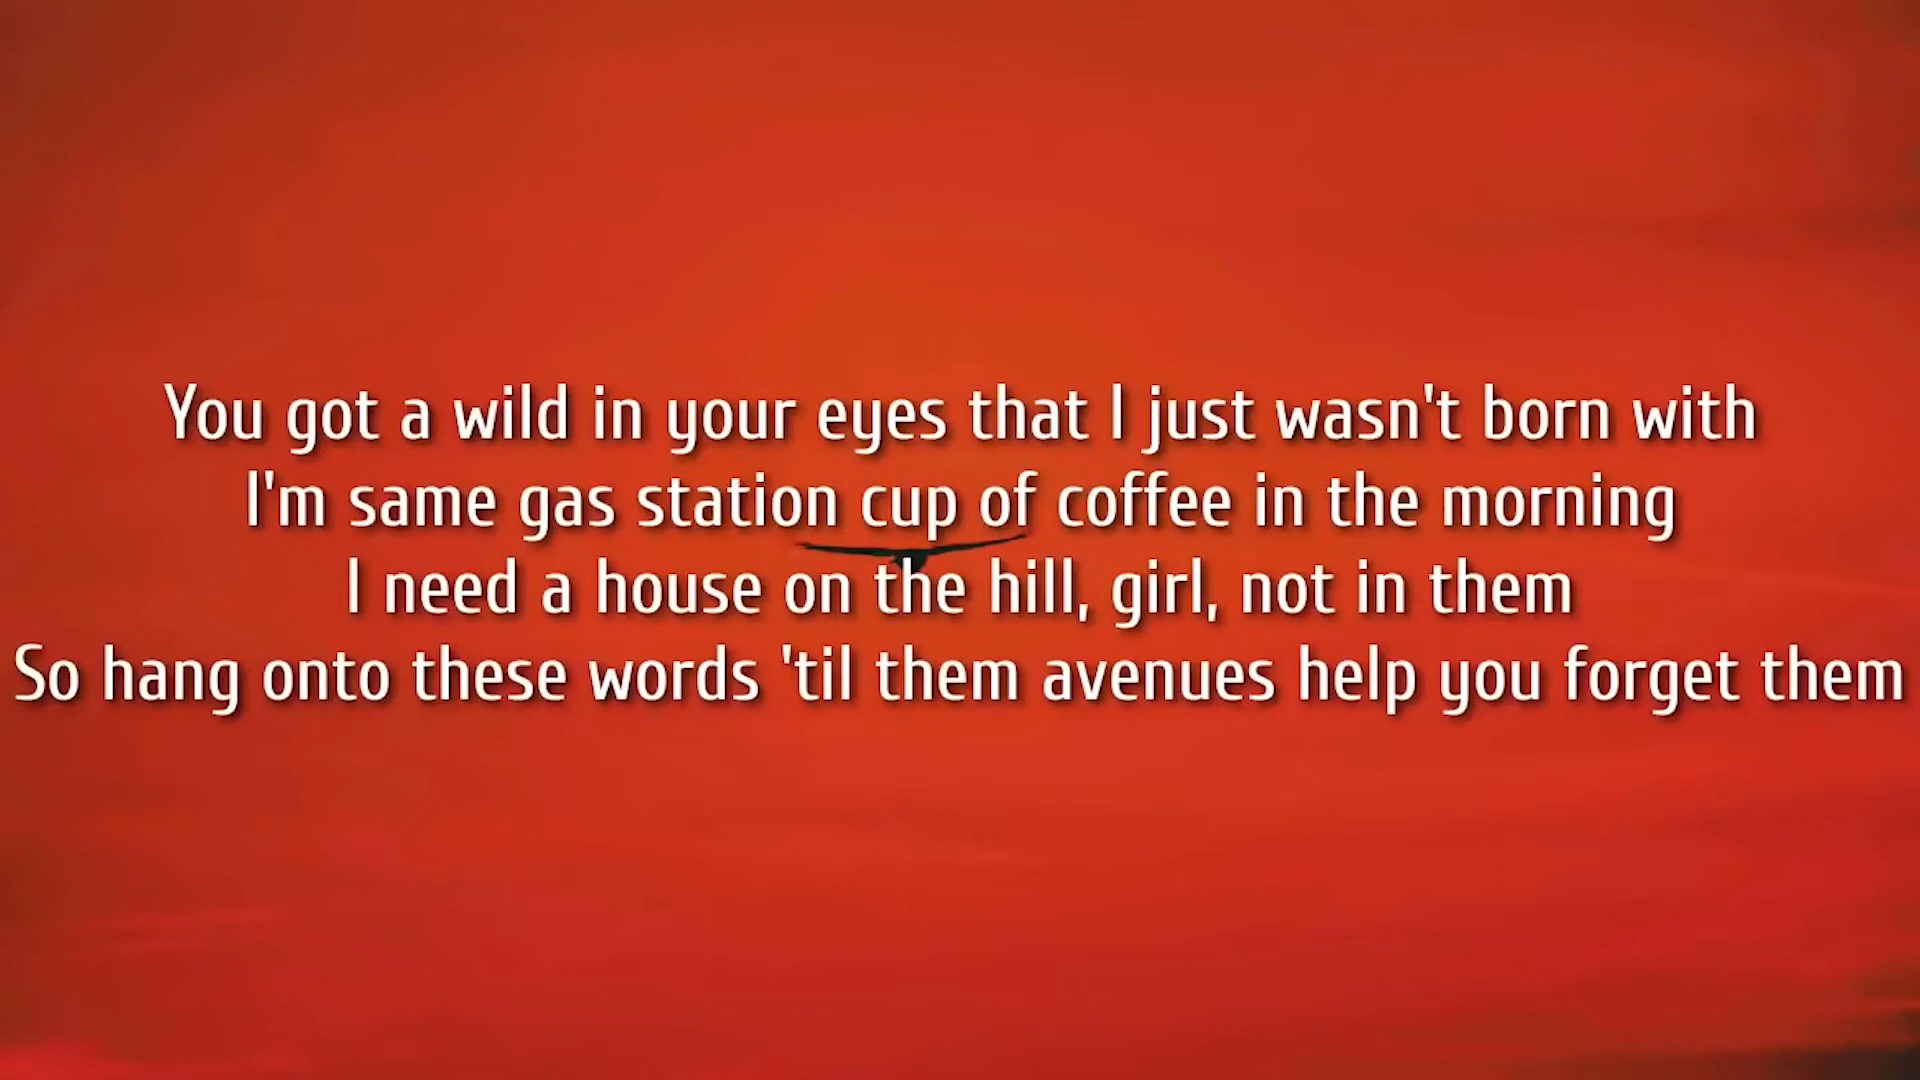 You got a wild in your eyes that I just wasn't born with
I'm same gas station cup of coffee in the morning
I need a house on the hill, girl, not in them
So hang onto these words 'til them avenues help you forget them